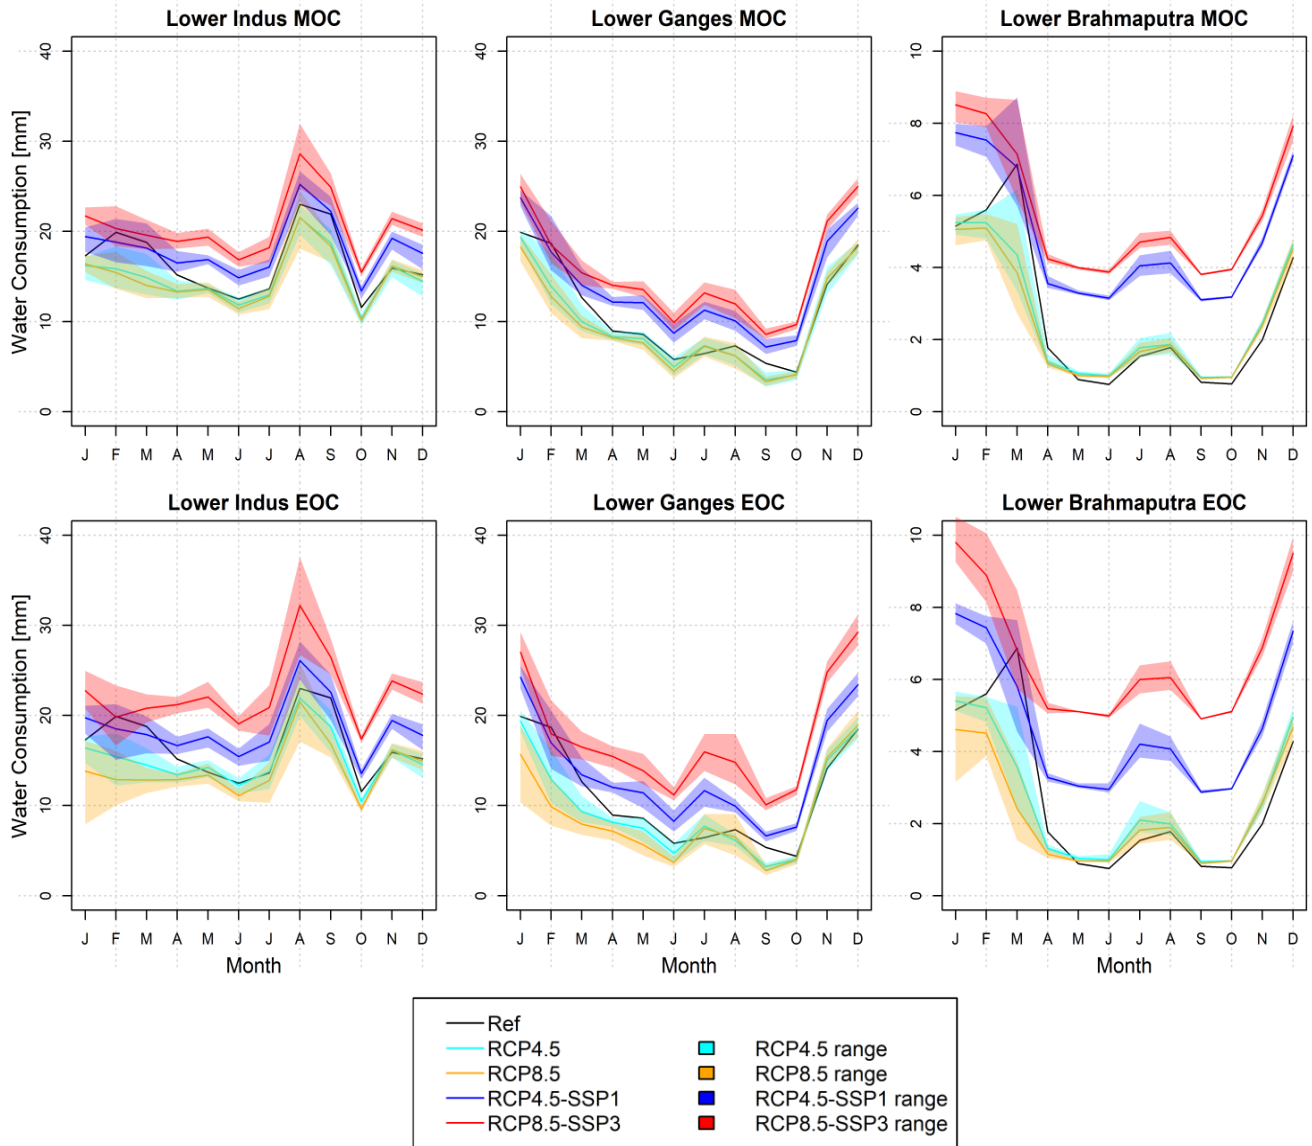 Lower Indus MOC
Lower Ganges MOC
Lower Brahmaputra MOC
Water Consumption [mm]
0 10 20 30 40
J F M A M J J A S O N D
0 10 20 30 40
J F M A M J J A S O N D
0 2 4 6 8 10
J F M A M J J A S O N D
Lower Indus EOC
Lower Ganges EOC
Lower Brahmaputra EOC
Water Consumption [mm]
0 10 20 30 40
J F M A M J J A S O N D
Month
0 10 20 30 40
J F M A M J J A S O N D
0 2 4 6 8 10
J F M A M J J A S O N D
Month
Ref
RCP4.5
RCP8.5
RCP4.5-SSP1
RCP8.5-SSP3
RCP4.5 range
RCP8.5 range
RCP4.5-SSP1 range
RCP8.5-SSP3 range